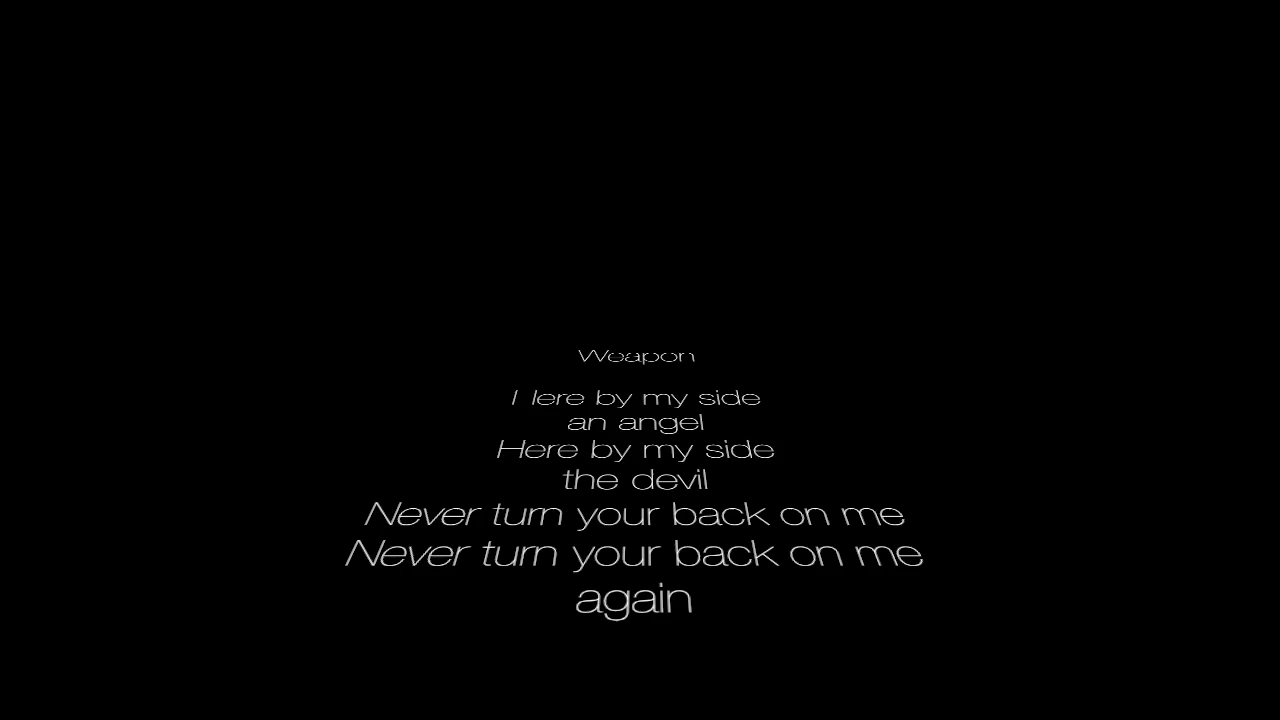 Weapon
Here by my side
an angel
Here by my side
the devil
Never turn your back on me
Never turn your back on me
again